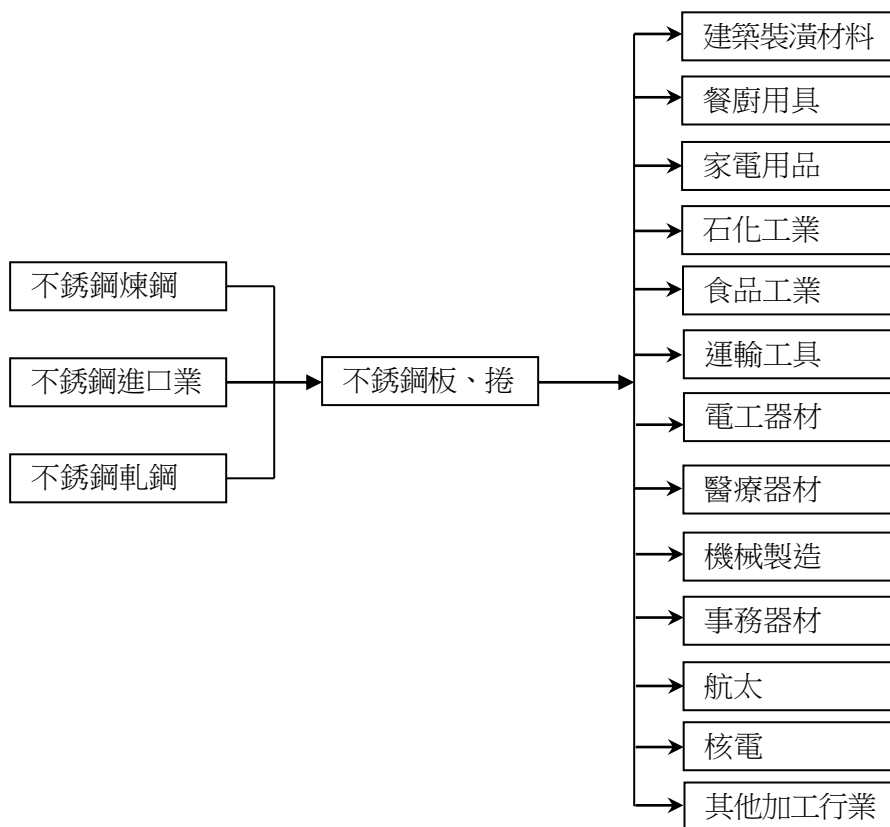 不銹鋼煉鋼
不銹鋼進口業
不銹鋼軋鋼
不銹鋼板、捲
建築裝潢材料
餐廚用具
家電用品
石化工業
食品工業
運輸工具
電工器材
醫療器材
機械製造
事務器材
航太
核電
其他加工行業